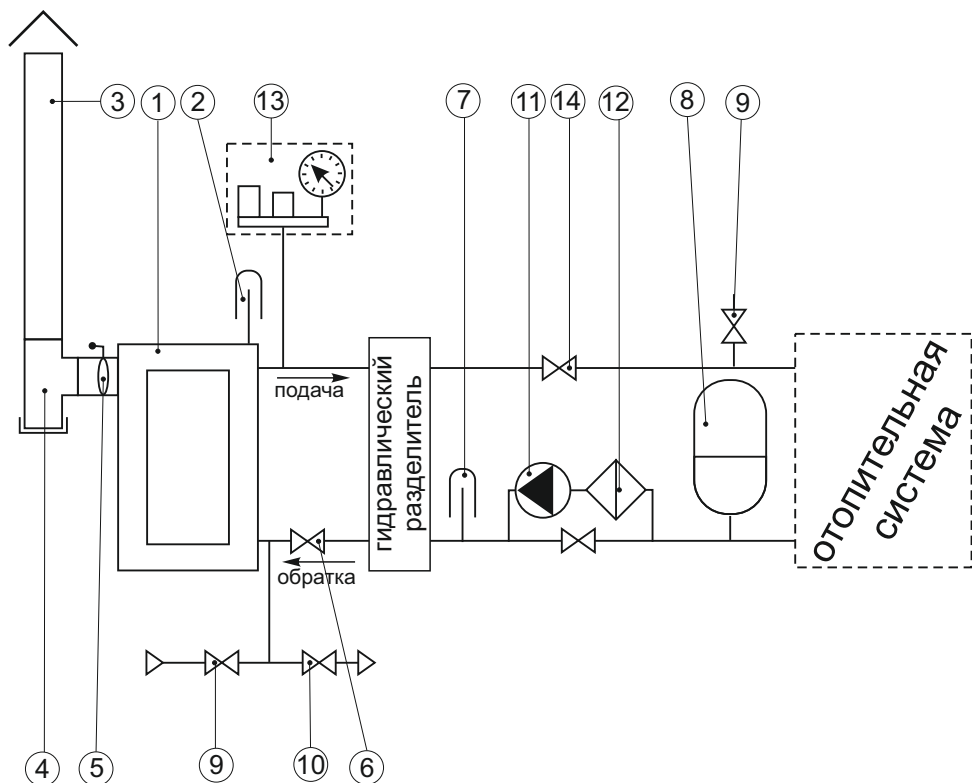 3
1
2
13
7
11
14
12
8
9
подача
обратка
гидравлический
разделитель
отопительная
система
4
5
9
10
6